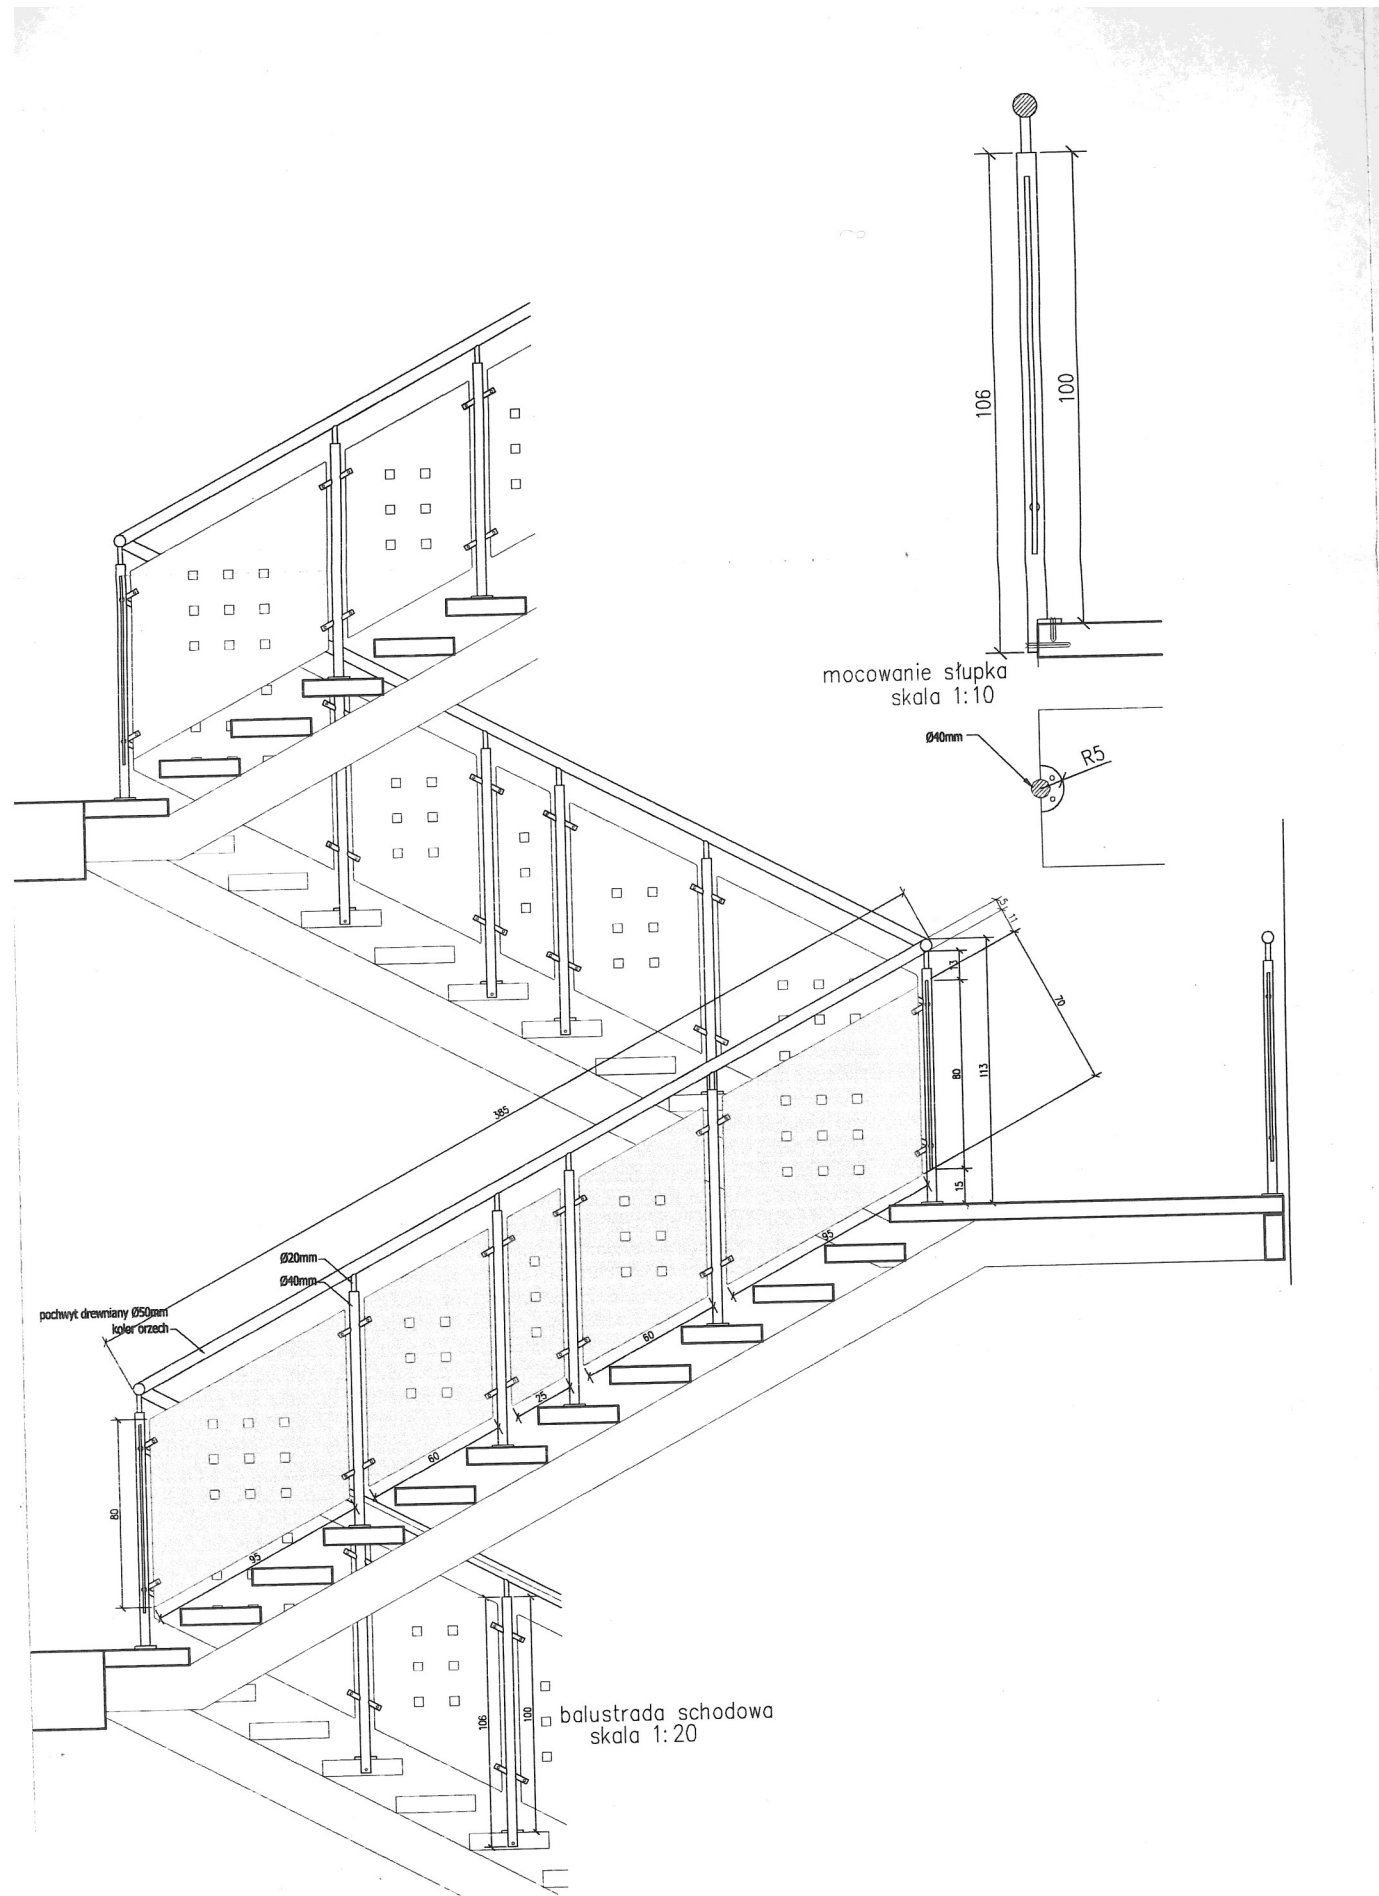 106
100
mocowanie słupka
skala 1:10
Ø40mm
R5
5
11
13
70
80
113
15
385
95
Ø20mm
Ø40mm
pochwyt drewniany Ø50mm
kolor orzech
60
25
60
80
95
106
100
balustrada schodowa
skala 1:20